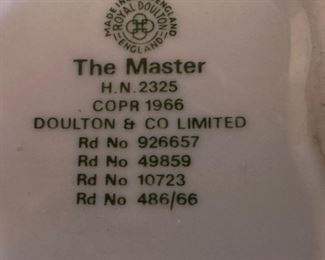 MADE IN ENGLAND
ROYAL DOULTON
ENGLAND
The Master
H.N.2325
COPR 1966
DOULTON & CO LIMITED
Rd No 926657
Rd No 49859
Rd No 10723
Rd No 486/66